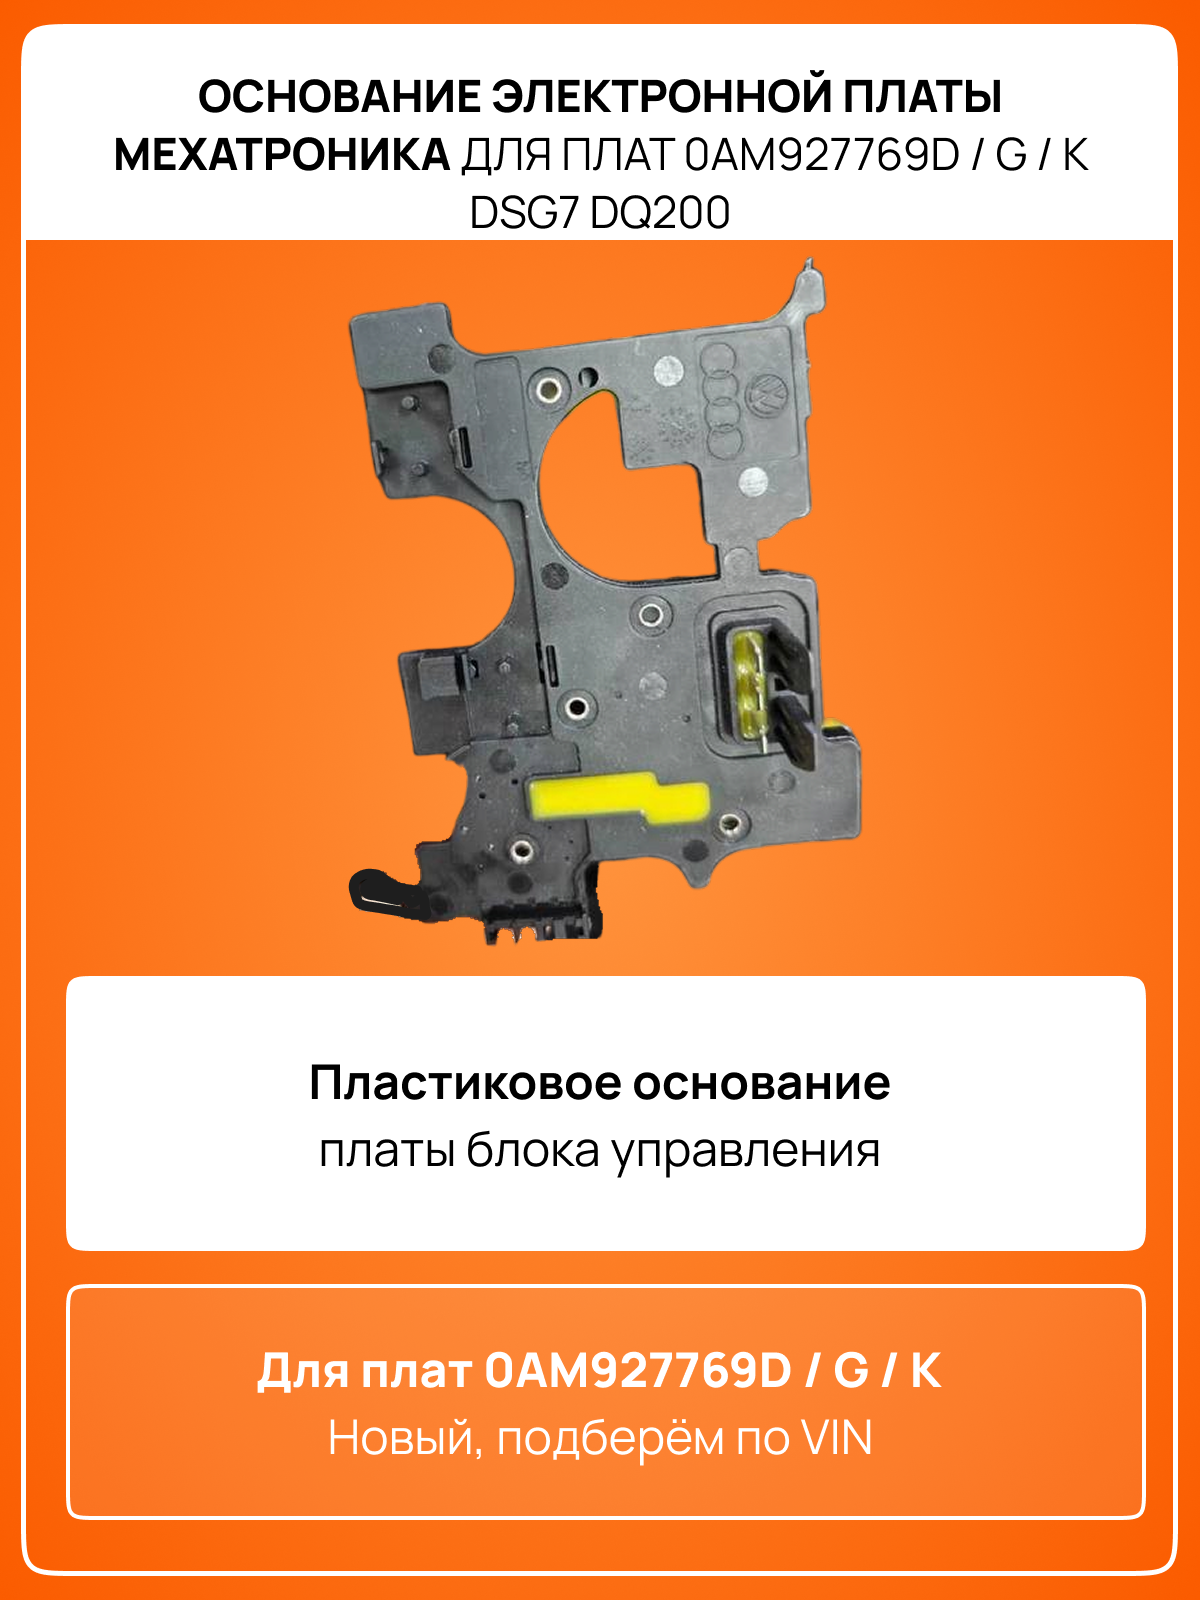 ОСНОВАНИЕ ЭЛЕКТРОННОЙ ПЛАТЫ
МЕХАТРОНИКА ДЛЯ ПЛАТ 0AM927769D / G / K
DSG7 DQ200
Пластиковое основание
платы блока управления
Для плат 0AM927769D / G / K
Новый, подберём по VIN